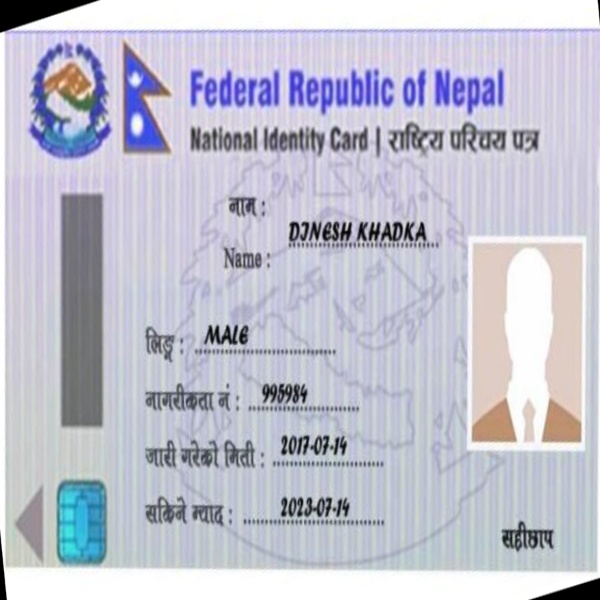 Federal Republic of Nepal
National Identity Card | राष्ट्रिय परिचय पत्र
नाम :
DINESH KHADKA
Name :
लिङ्ग : MALE
नागरीकता नं : 995984
जारी गरेको मिती : 2017-07-14
सकिने म्याद : 2023-07-14
सहीछाप